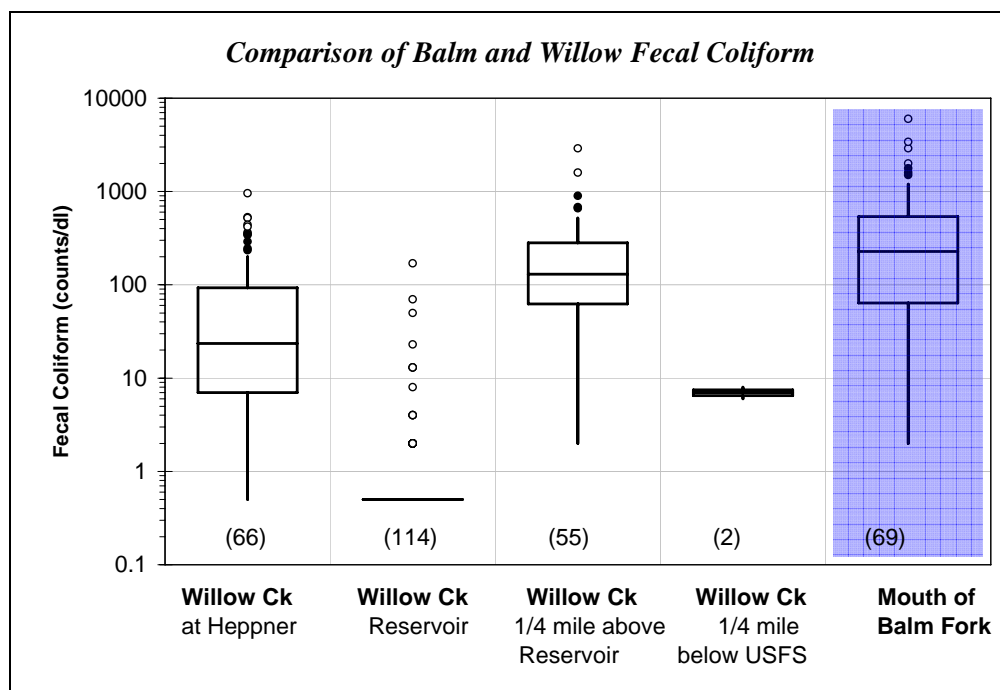 Comparison of Balm and Willow Fecal Coliform
Fecal Coliform (counts/dl)
10000
1000
100
10
1
0.1
(66)
(114)
(55)
(2)
(69)
Willow Ck
at Heppner
Willow Ck
Reservoir
Willow Ck
1/4 mile above
Reservoir
Willow Ck
1/4 mile
below USFS
Mouth of
Balm Fork